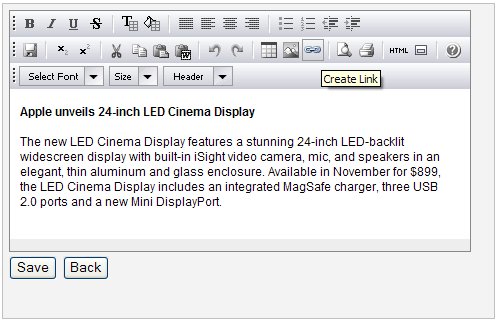 B I U S
x₂ x² W HTML ?
Select Font Size Header
Create Link
Apple unveils 24-inch LED Cinema Display
The new LED Cinema Display features a stunning 24-inch LED-backlit
widescreen display with built-in iSight video camera, mic, and speakers in an
elegant, thin aluminum and glass enclosure. Available in November for $899,
the LED Cinema Display includes an integrated MagSafe charger, three USB
2.0 ports and a new Mini DisplayPort.
Save Back